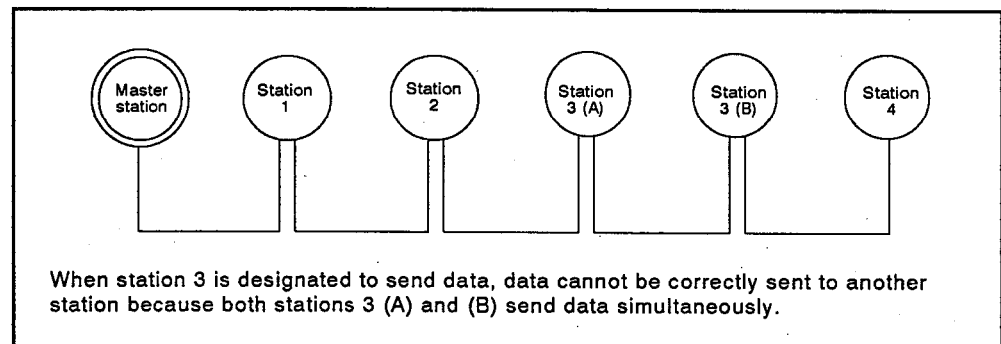 Master station
Station 1
Station 2
Station 3 (A)
Station 3 (B)
Station 4
When station 3 is designated to send data, data cannot be correctly sent to another
station because both stations 3 (A) and (B) send data simultaneously.